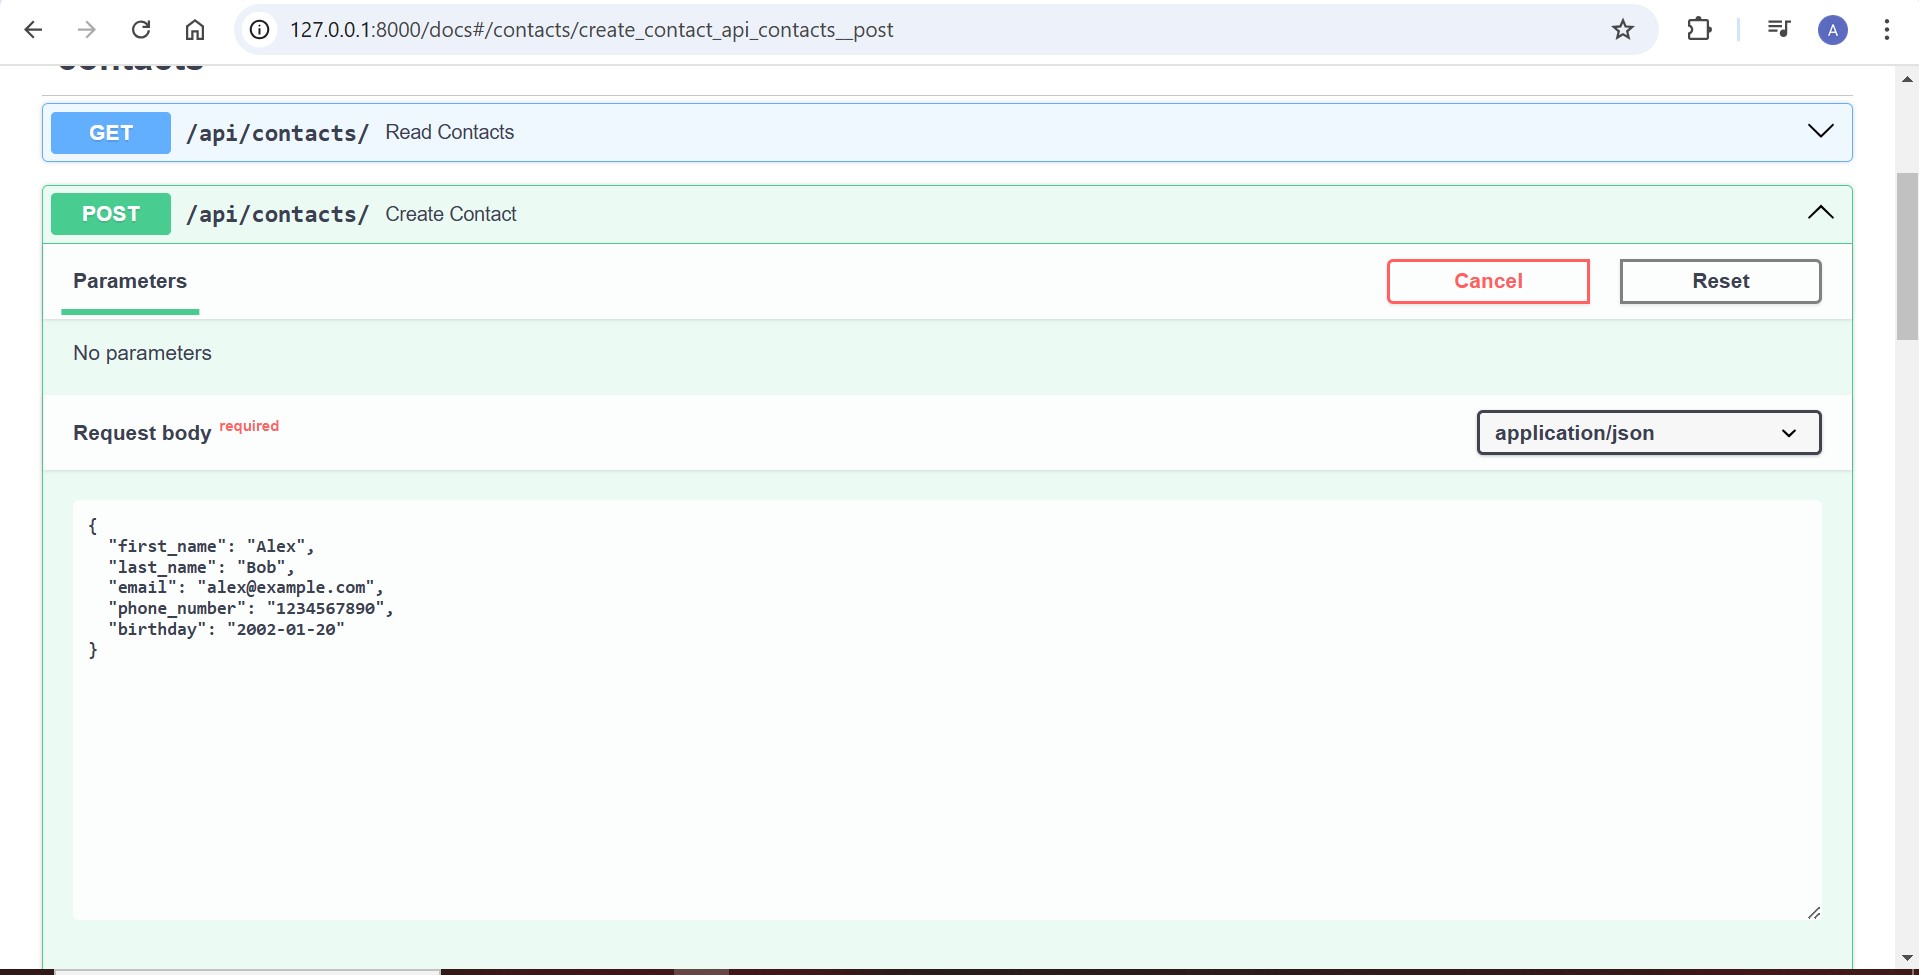 127.0.0.1:8000/docs#/contacts/create_contact_api_contacts__post
A
contacts
GET /api/contacts/ Read Contacts
POST /api/contacts/ Create Contact
Parameters
Cancel
Reset
No parameters
Request body required
application/json
{
  "first_name": "Alex",
  "last_name": "Bob",
  "email": "alex@example.com",
  "phone_number": "1234567890",
  "birthday": "2002-01-20"
}